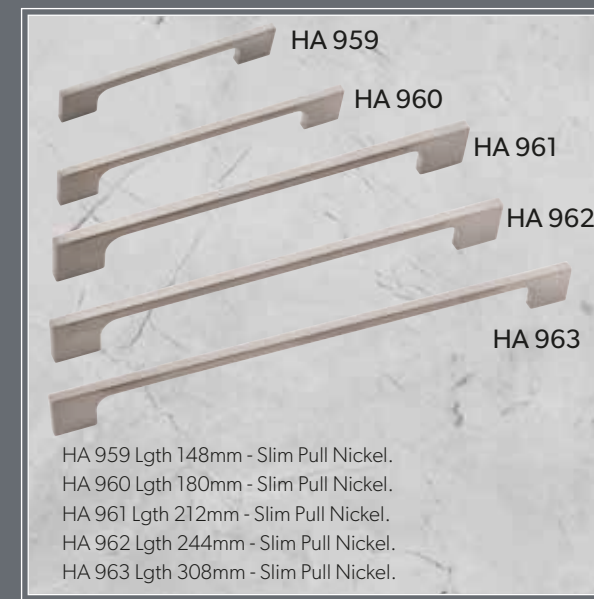 HA 959
HA 960
HA 961
HA 962
HA 963
HA 959 Lgth 148mm - Slim Pull Nickel.
HA 960 Lgth 180mm - Slim Pull Nickel.
HA 961 Lgth 212mm - Slim Pull Nickel.
HA 962 Lgth 244mm - Slim Pull Nickel.
HA 963 Lgth 308mm - Slim Pull Nickel.